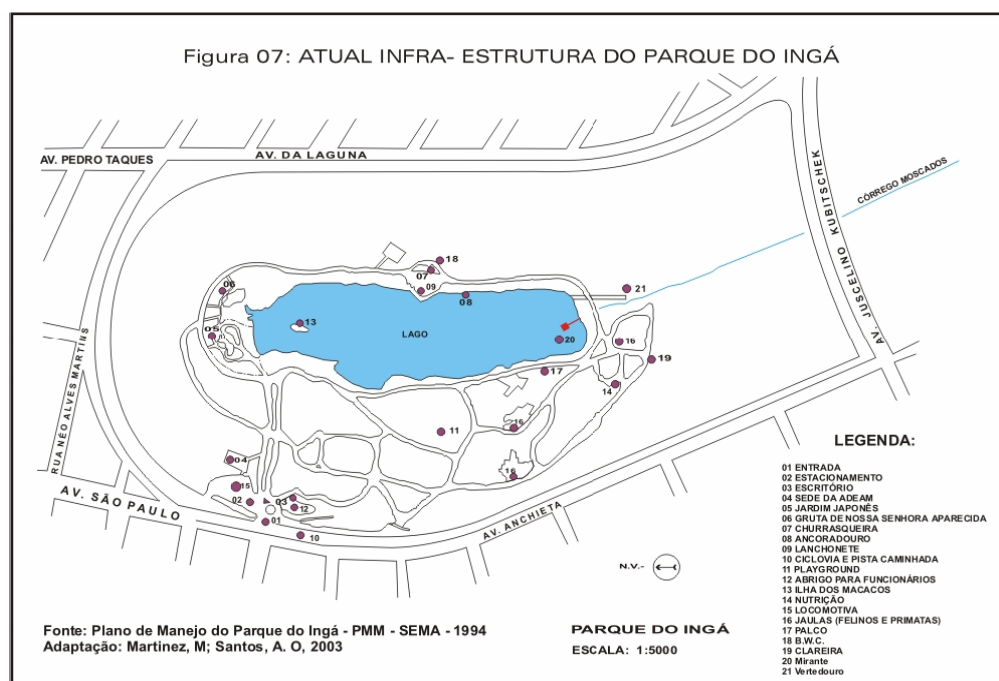 Figura 07: ATUAL INFRA- ESTRUTURA DO PARQUE DO INGÁ
AV. PEDRO TAQUES
AV. DA LAGUNA
AV. JUSCELINO KUBITSCHEK
CÓRREGO MOSCADOS
RUA NÉO ALVES MARTINS
18
07
09
08
06
21
13
LAGO
05
20
16
19
17
14
11
16
04
16
15
02
03
12
01
10
AV. SÃO PAULO
AV. ANCHIETA
N.V.-
LEGENDA:
01 ENTRADA
02 ESTACIONAMENTO
03 ESCRITÓRIO
04 SEDE DA ADEAM
05 JARDIM JAPONÊS
06 GRUTA DE NOSSA SENHORA APARECIDA
07 CHURRASQUEIRA
08 ANCORADOURO
09 LANCHONETE
10 CICLOVIA E PISTA CAMINHADA
11 PLAYGROUND
12 ABRIGO PARA FUNCIONÁRIOS
13 ILHA DOS MACACOS
14 NUTRIÇÃO
15 LOCOMOTIVA
16 JAULAS (FELINOS E PRIMATAS)
17 PALCO
18 B.W.C.
19 CLAREIRA
20 Mirante
21 Vertedouro
Fonte: Plano de Manejo do Parque do Ingá - PMM - SEMA - 1994
Adaptação: Martinez, M; Santos, A. O, 2003
PARQUE DO INGÁ
ESCALA: 1:5000